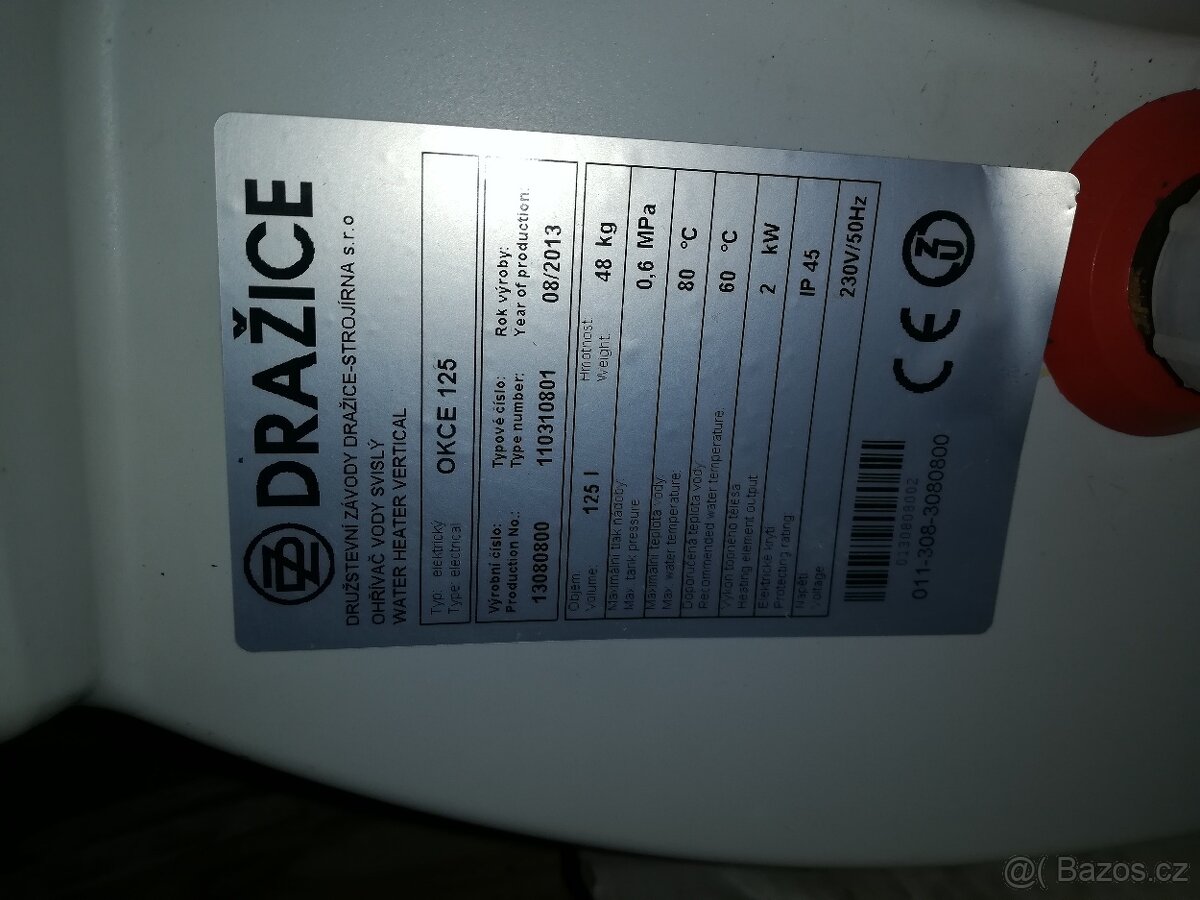 DZD DRAŽICE
DRUŽSTEVNÍ ZÁVODY DRAŽICE-STROJÍRNA s.r.o
OHŘÍVAČ VODY SVISLÝ
WATER HEATER VERTICAL
Typ: elektrický
Type: electrical
OKCE 125
Výrobní číslo: Typové číslo: Rok výroby:
Production No.: Type number: Year of production:
13080800 110310801 08/2013
Objem Hmotnost:
Volume: 125 l Weight: 48 kg
Maximální tlak nádoby:
Max. tank pressure 0,6 MPa
Maximální teplota vody:
Max. water temperature: 80 °C
Doporučená teplota vody
Recommended water temperature: 60 °C
Výkon topného tělesa
Heating element output 2 kW
Elektrické krytí
Protecting rating: IP 45
Napětí:
Voltage 230V/50Hz
0130808002
011-308-3080800
CE
@( Bazos.cz